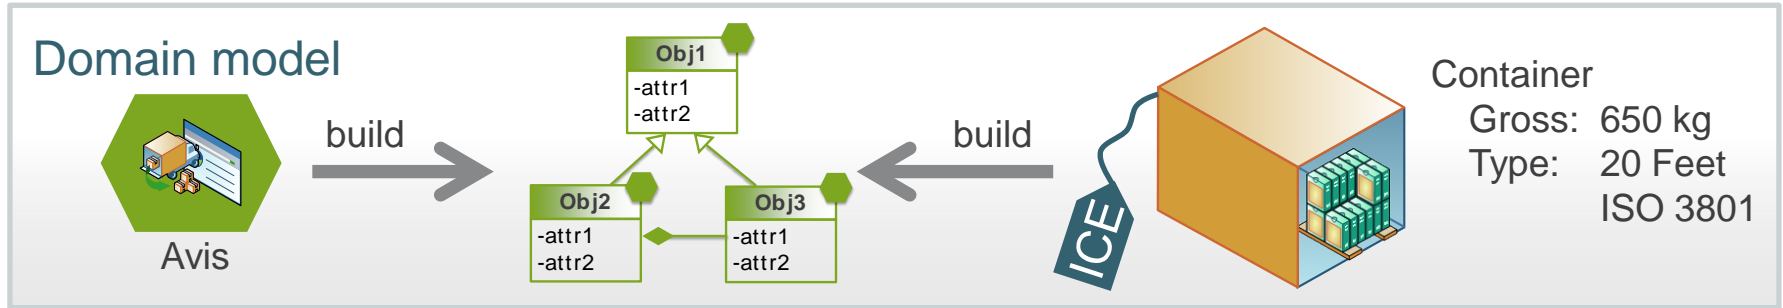 Domain model
Avis
build
Obj1
-attr1
-attr2
Obj2
-attr1
-attr2
Obj3
-attr1
-attr2
build
ICE
Container
Gross: 650 kg
Type: 20 Feet
ISO 3801